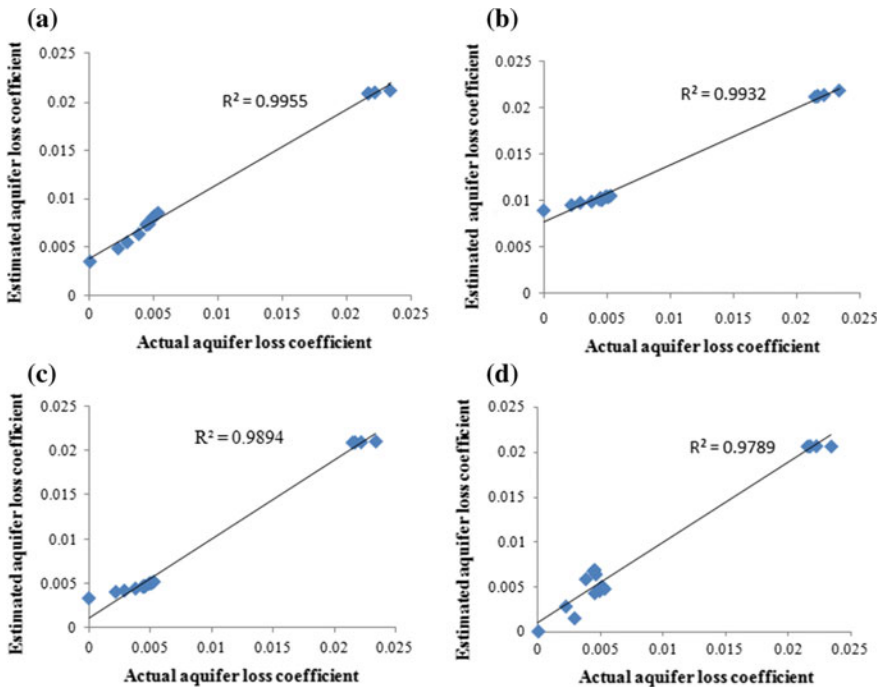 (a)
Estimated aquifer loss coefficient
0.025
0.02
0.015
0.01
0.005
0
R² = 0.9955
0 0.005 0.01 0.015 0.02 0.025
Actual aquifer loss coefficient
(b)
Estimated aquifer loss coefficient
0.025
0.02
0.015
0.01
0.005
0
R² = 0.9932
0 0.005 0.01 0.015 0.02 0.025
Actual aquifer loss coefficient
(c)
Estimated aquifer loss coefficient
0.025
0.02
0.015
0.01
0.005
0
R² = 0.9894
0 0.005 0.01 0.015 0.02 0.025
Actual aquifer loss coefficient
(d)
Estimated aquifer loss coefficient
0.025
0.02
0.015
0.01
0.005
0
R² = 0.9789
0 0.005 0.01 0.015 0.02 0.025
Actual aquifer loss coefficient